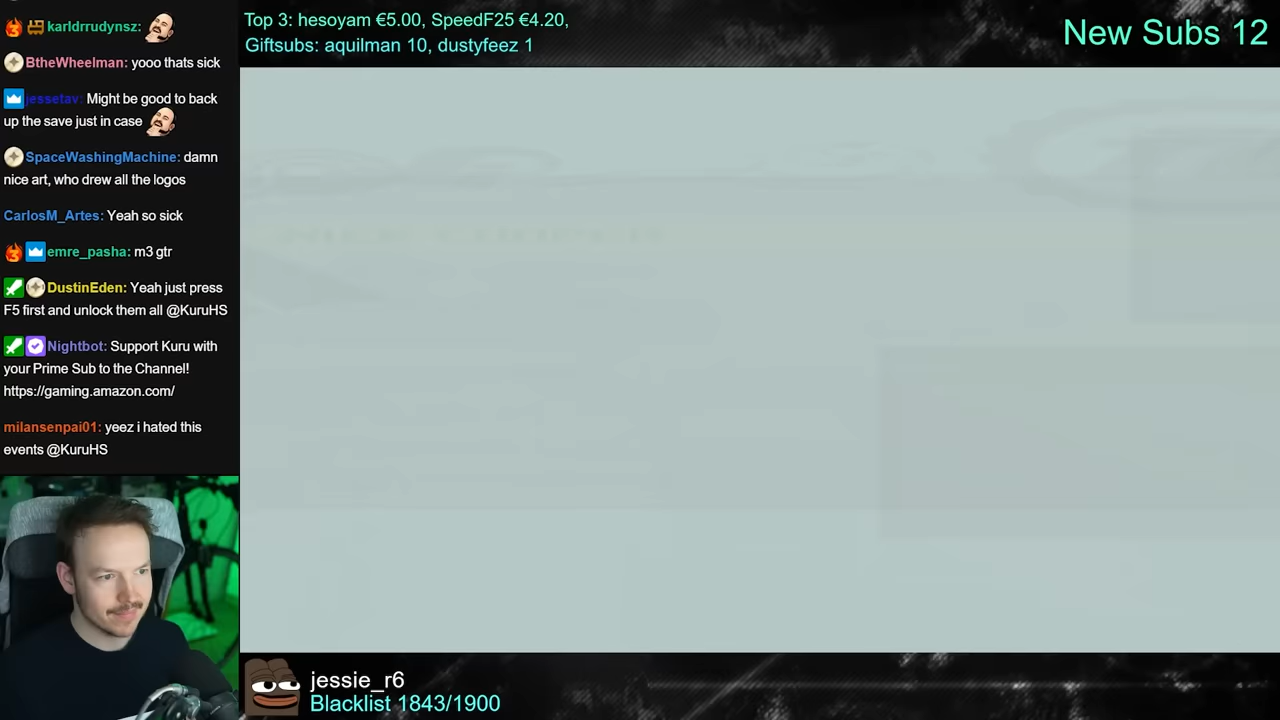 Top 3: hesoyam €5.00, SpeedF25 €4.20,
Giftsubs: aquilman 10, dustyfeez 1
New Subs 12
karldrrudynsz:
BtheWheelman: yooo thats sick
jessetav: Might be good to back
up the save just in case
SpaceWashingMachine: damn
nice art, who drew all the logos
CarlosM_Artes: Yeah so sick
emre_pasha: m3 gtr
DustinEden: Yeah just press
F5 first and unlock them all @KuruHS
Nightbot: Support Kuru with
your Prime Sub to the Channel!
https://gaming.amazon.com/
milansenpai01: yeez i hated this
events @KuruHS
jessie_r6
Blacklist 1843/1900